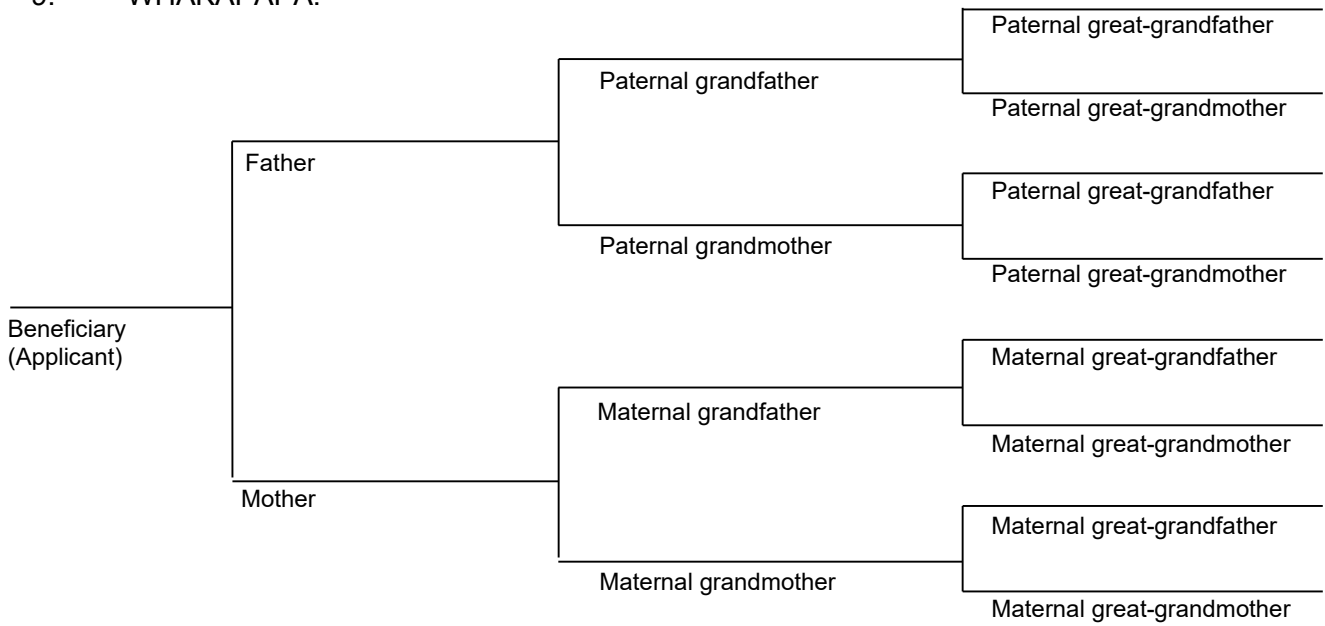 WHAKAPAPA:
Paternal great-grandfather
Paternal grandfather
Paternal great-grandmother
Father
Paternal great-grandfather
Paternal grandmother
Paternal great-grandmother
Beneficiary
(Applicant)
Maternal great-grandfather
Maternal grandfather
Maternal great-grandmother
Mother
Maternal great-grandfather
Maternal grandmother
Maternal great-grandmother